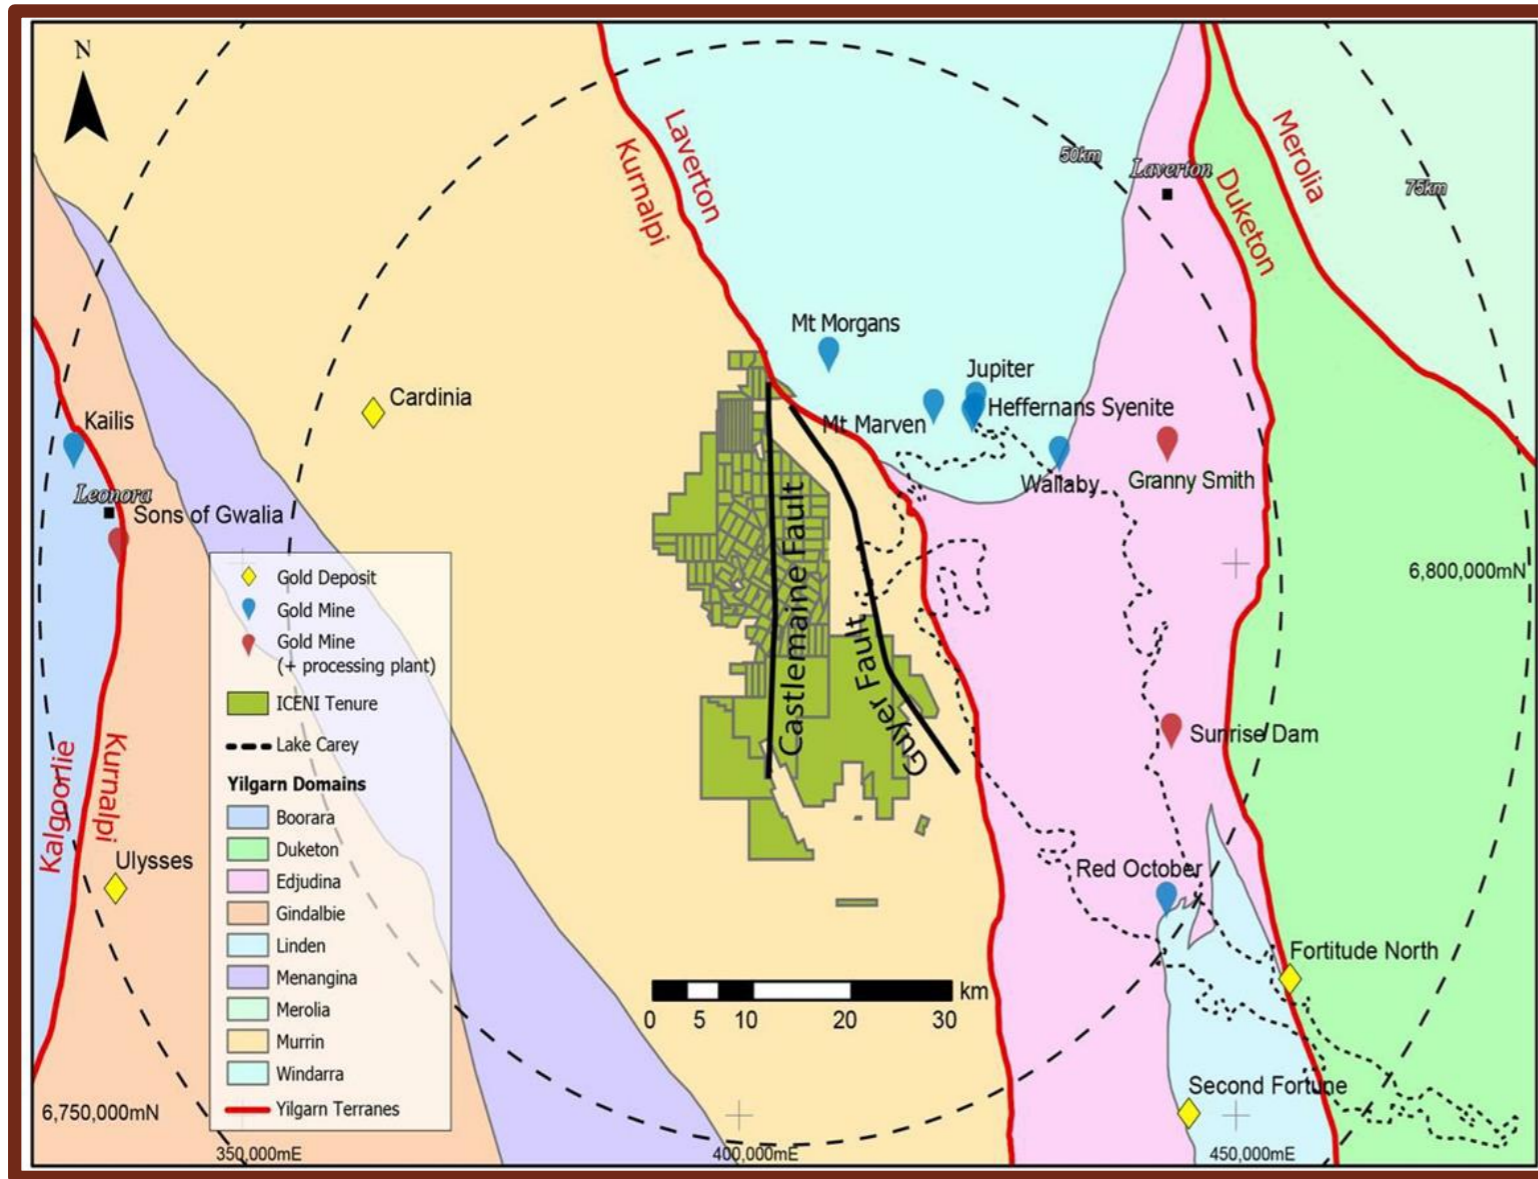 N
Laverton
Kurnalpi
50km
Laverton
Duketon
Merolia
75km
Mt Morgans
Jupiter
Cardinia
Heffernans Syenite
Mt Marven
Kailis
Wallaby
Granny Smith
Leonora
Sons of Gwalia
Castlemaine Fault
Guyer Fault
6,800,000mN
Gold Deposit
Gold Mine
Gold Mine
(+ processing plant)
ICENI Tenure
Lake Carey
Yilgarn Domains
Boorara
Duketon
Edjudina
Gindalbie
Linden
Menangina
Merolia
Murrin
Windarra
Yilgarn Terranes
Kalgoorlie
Kurnalpi
Sunrise Dam
Ulysses
Red October
Fortitude North
km
0 5 10 20 30
Second Fortune
6,750,000mN
350,000mE
400,000mE
450,000mE